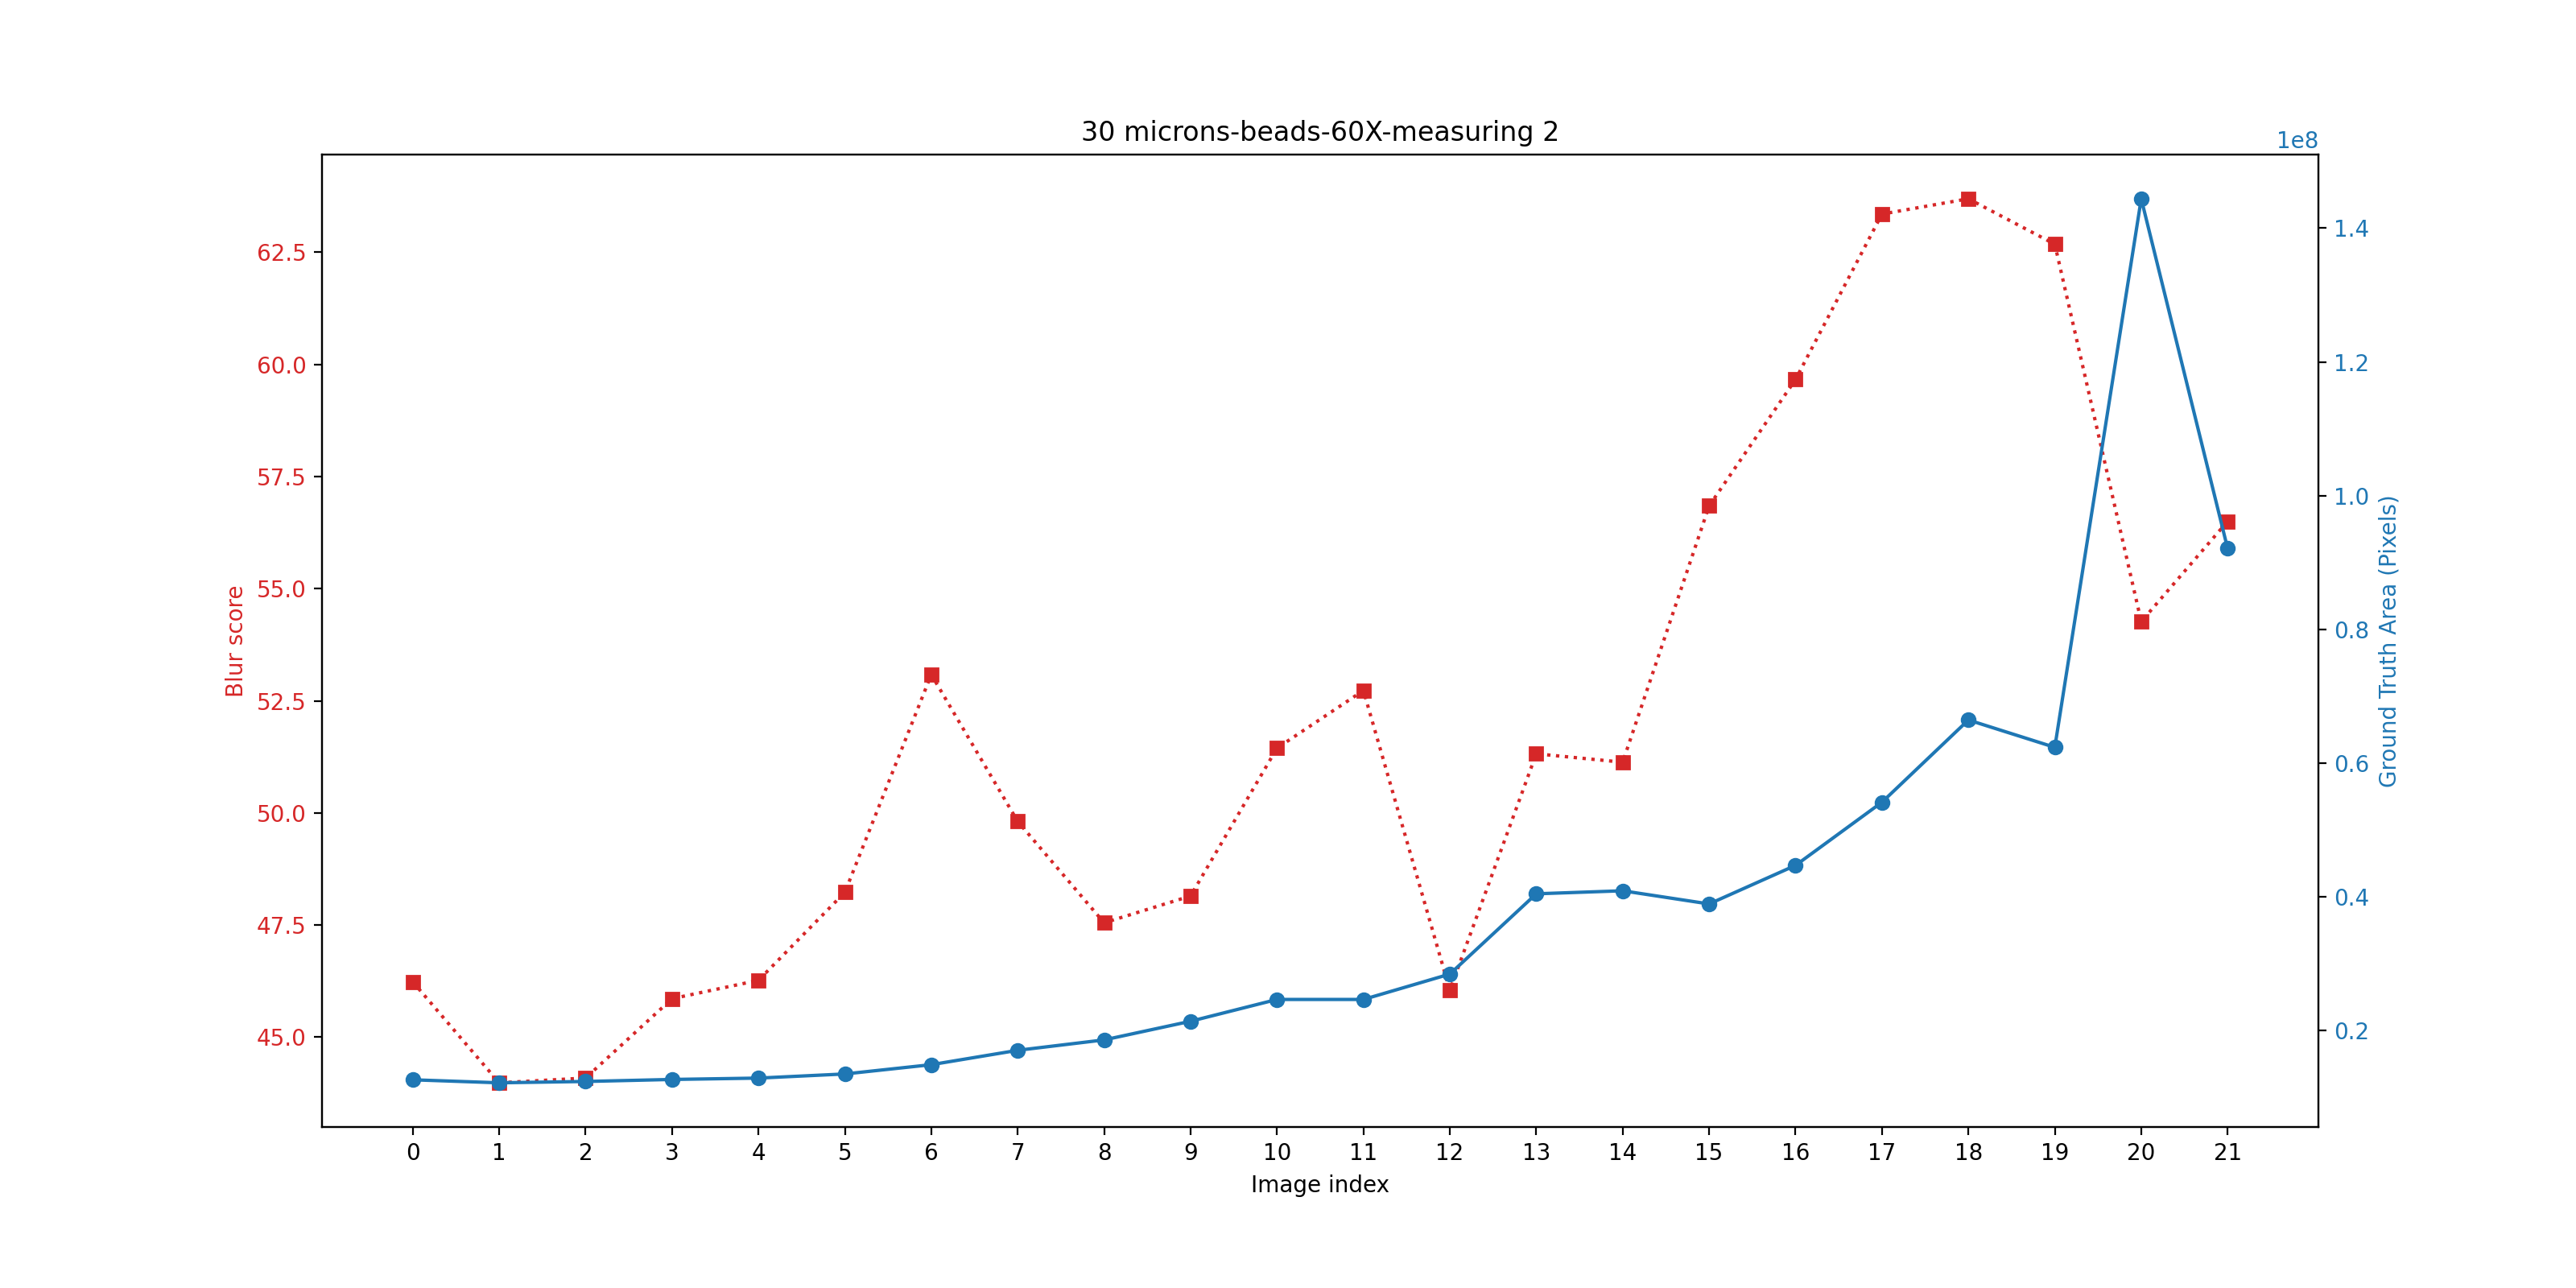 30 microns-beads-60X-measuring 2
1e8
62.5
60.0
57.5
55.0
52.5
50.0
47.5
45.0
Blur score
1.4
1.2
1.0
0.8
0.6
0.4
0.2
Ground Truth Area (Pixels)
0 1 2 3 4 5 6 7 8 9 10 11 12 13 14 15 16 17 18 19 20 21
Image index